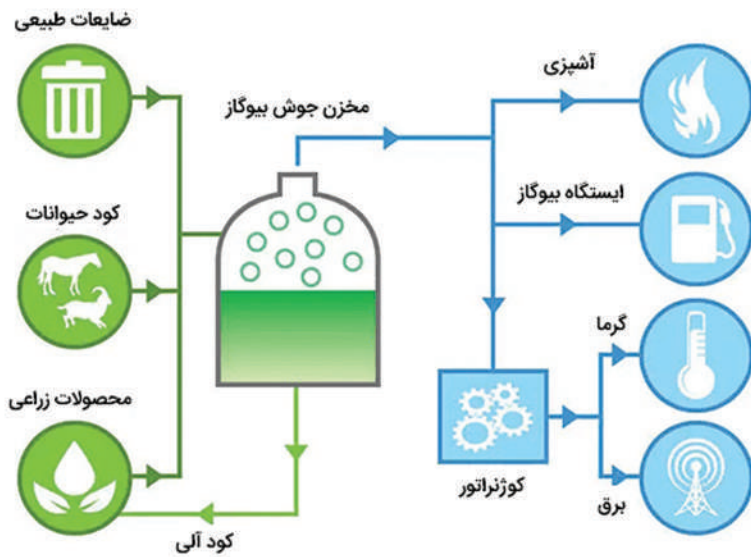 ضایعات طبیعی
آشپزی
مخزن جوش بیوگاز
ایستگاه بیوگاز
کود حیوانات
گرما
محصولات زراعی
کوژنراتور
برق
کود آلی